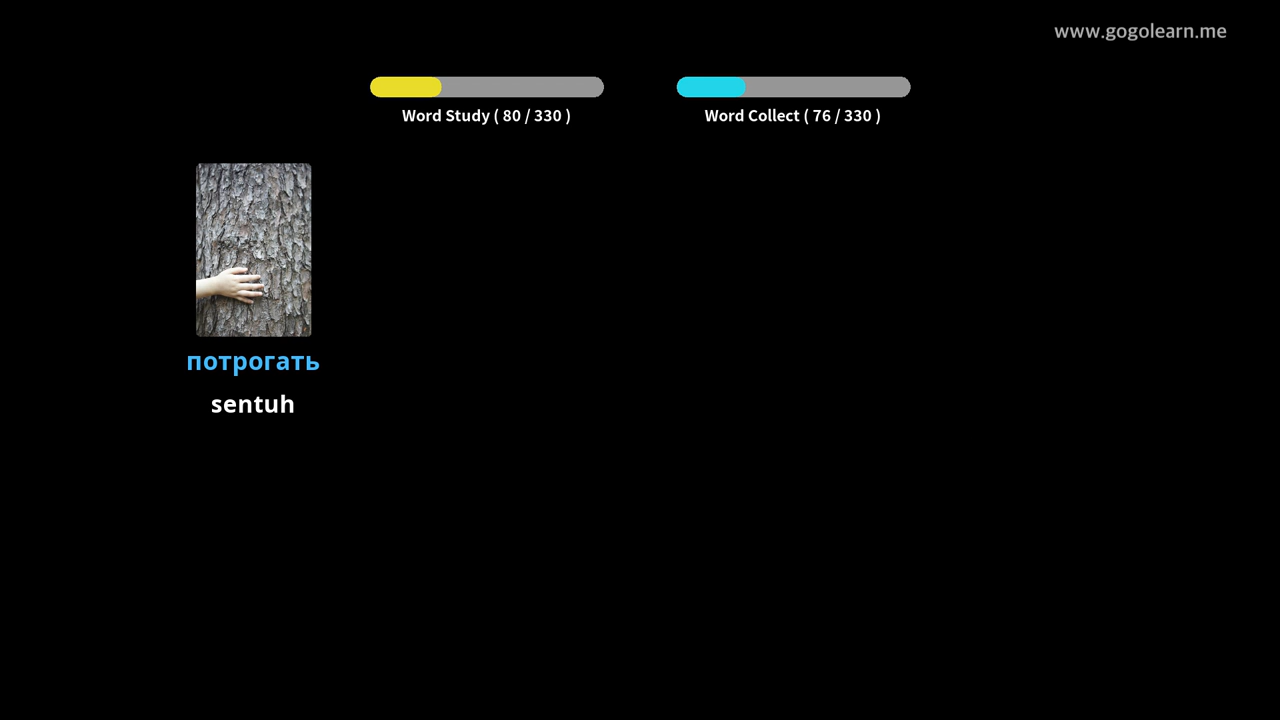 www.gogolearn.me
Word Study ( 80 / 330 )
Word Collect ( 76 / 330 )
потрогать
sentuh